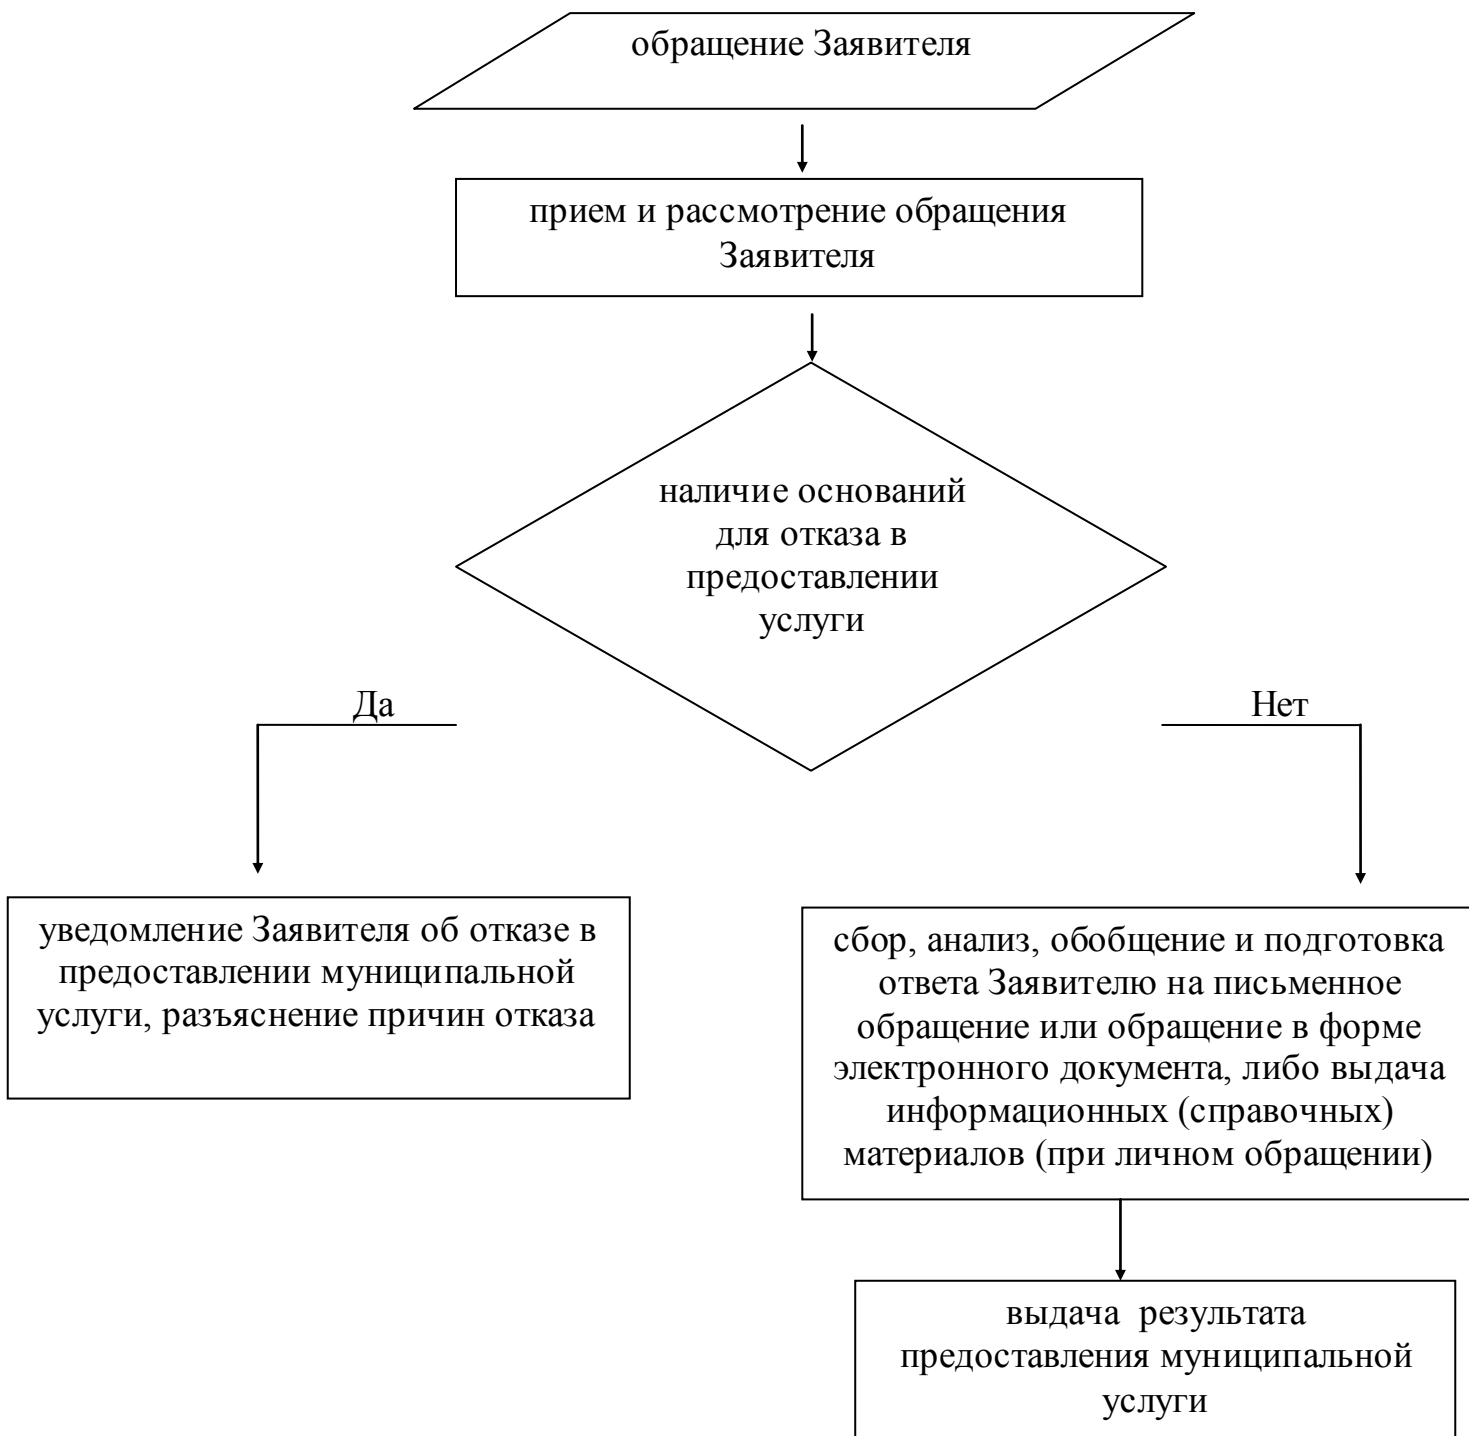 обращение Заявителя
прием и рассмотрение обращения
Заявителя
наличие оснований
для отказа в
предоставлении
услуги
Да
Нет
уведомление Заявителя об отказе в
предоставлении муниципальной
услуги, разъяснение причин отказа
сбор, анализ, обобщение и подготовка
ответа Заявителю на письменное
обращение или обращение в форме
электронного документа, либо выдача
информационных (справочных)
материалов (при личном обращении)
выдача результата
предоставления муниципальной
услуги